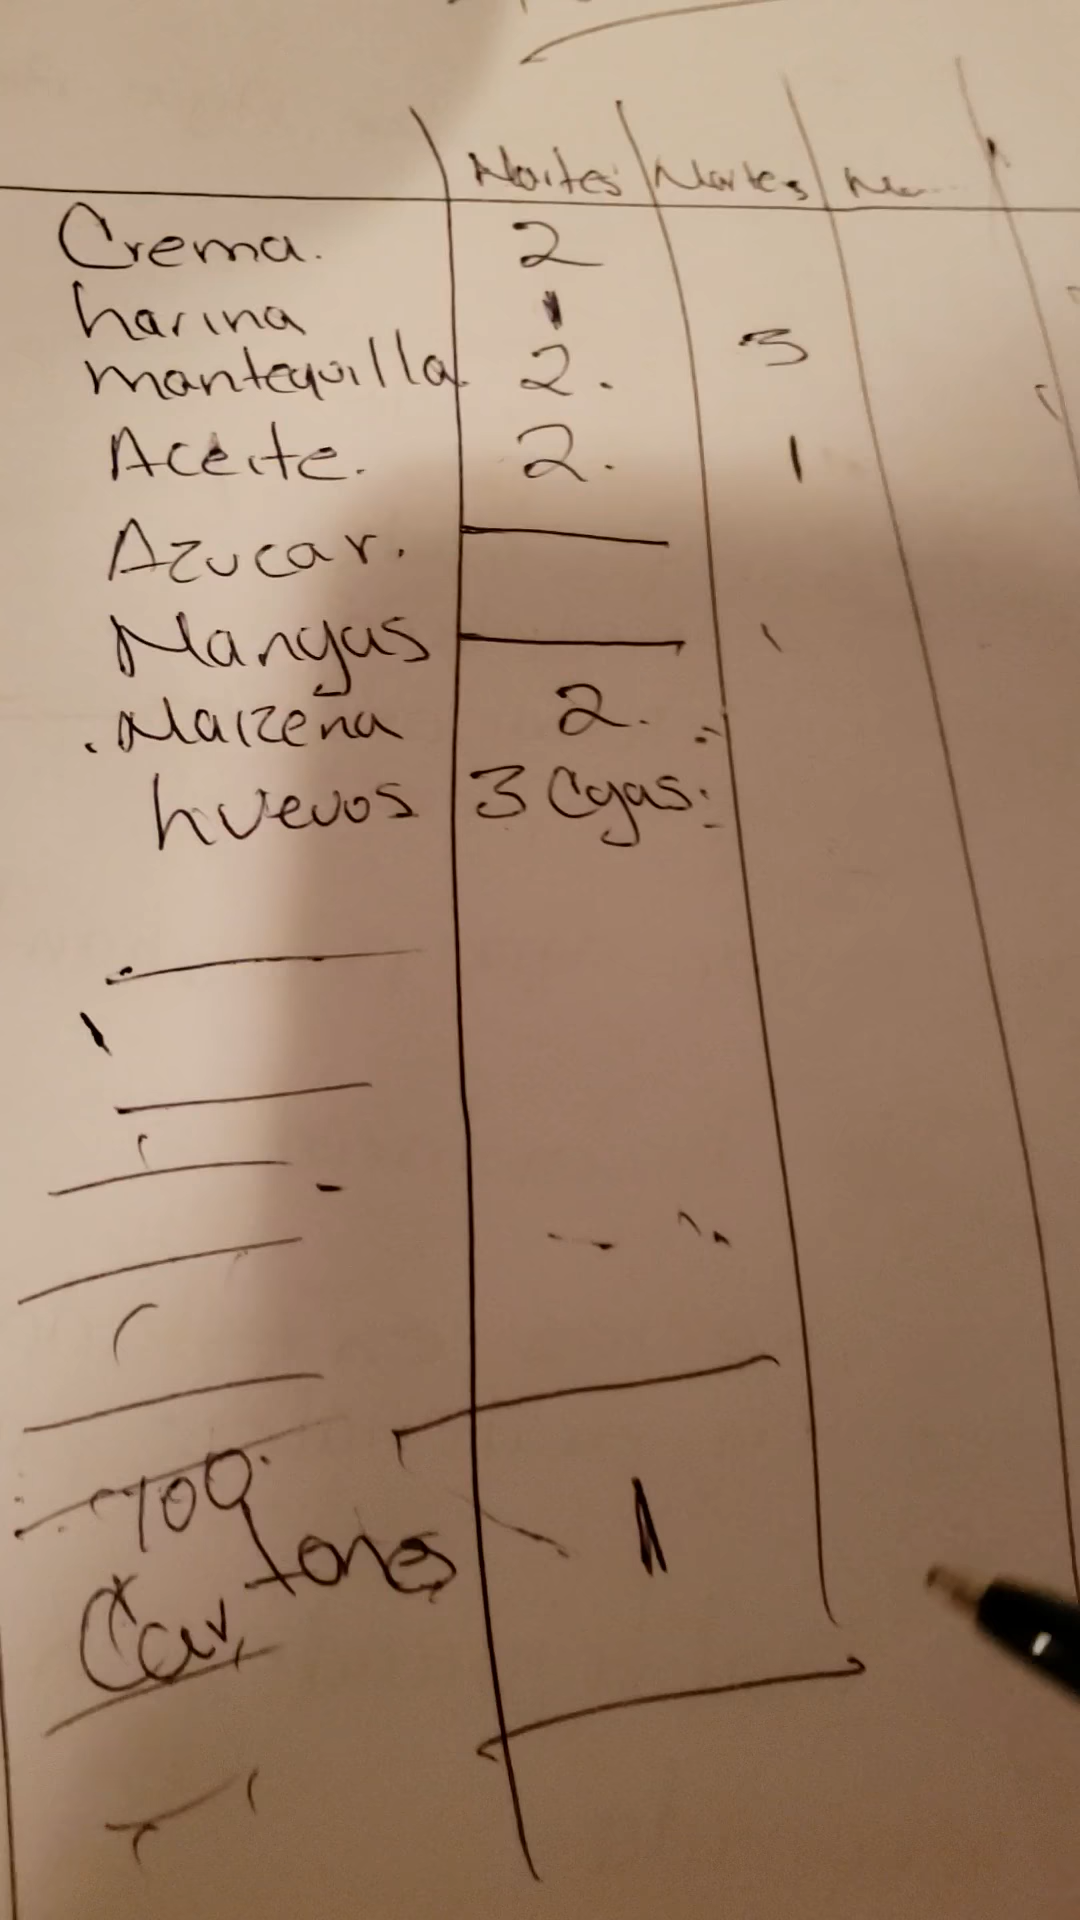 Martes Martes
Crema. 2
harina 1
mantequilla. 2. 3
Aceite. 2. 1
Azucar.
Mangas
Maizena 2.
huevos 3 Cajas.
100
Cartones 1